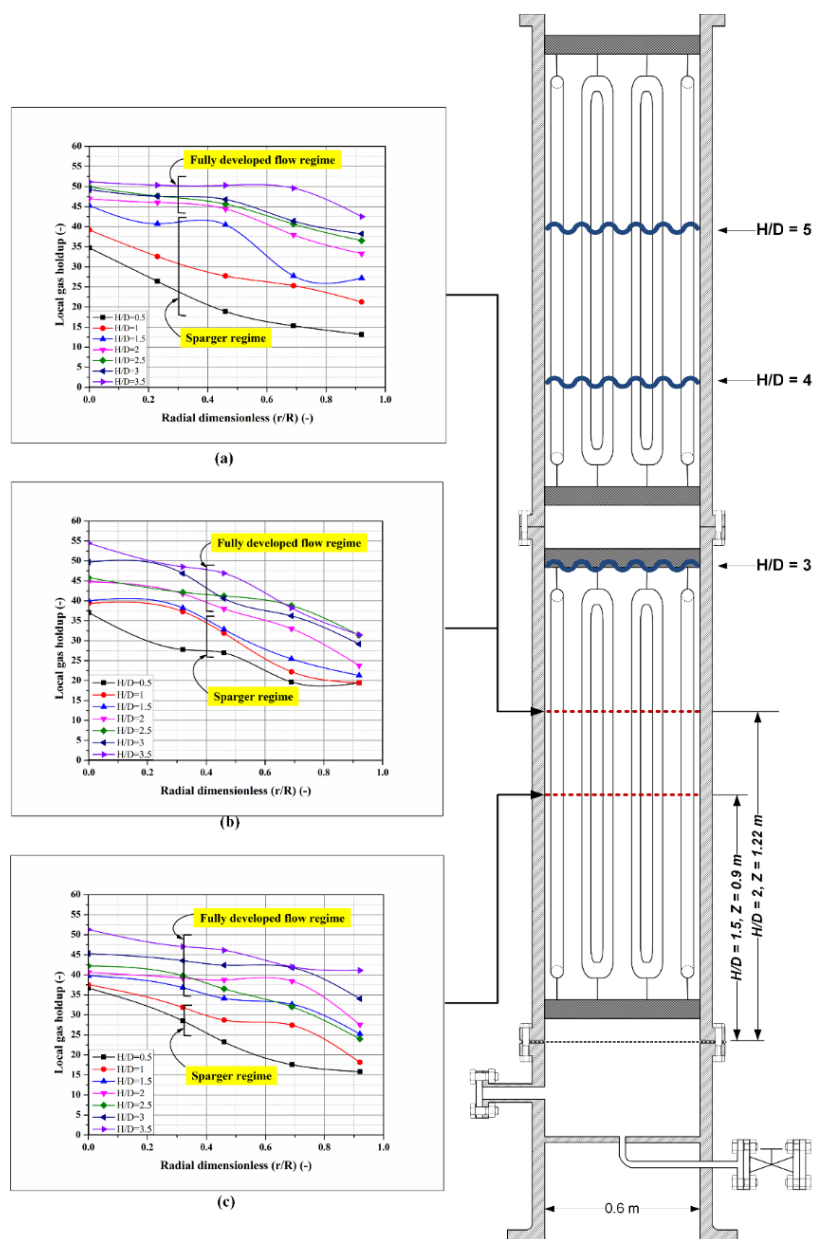 60
55
50
45
40
35
30
25
20
15
10
5
0
Local gas holdup (-)
Fully developed flow regime
Sparger regime
H/D=0.5
H/D=1
H/D=1.5
H/D=2
H/D=2.5
H/D=3
H/D=3.5
0.0 0.2 0.4 0.6 0.8 1.0
Radial dimensionless (r/R) (-)
(a)
60
55
50
45
40
35
30
25
20
15
10
5
0
Local gas holdup (-)
Fully developed flow regime
Sparger regime
H/D=0.5
H/D=1
H/D=1.5
H/D=2
H/D=2.5
H/D=3
H/D=3.5
0.0 0.2 0.4 0.6 0.8 1.0
Radial dimensionless (r/R) (-)
(b)
60
55
50
45
40
35
30
25
20
15
10
5
0
Local gas holdup (-)
Fully developed flow regime
Sparger regime
H/D=0.5
H/D=1
H/D=1.5
H/D=2
H/D=2.5
H/D=3
H/D=3.5
0.0 0.2 0.4 0.6 0.8 1.0
Radial dimensionless (r/R) (-)
(c)
H/D = 5
H/D = 4
H/D = 3
H/D = 1.5, Z = 0.9 m
H/D = 2, Z = 1.22 m
0.6 m